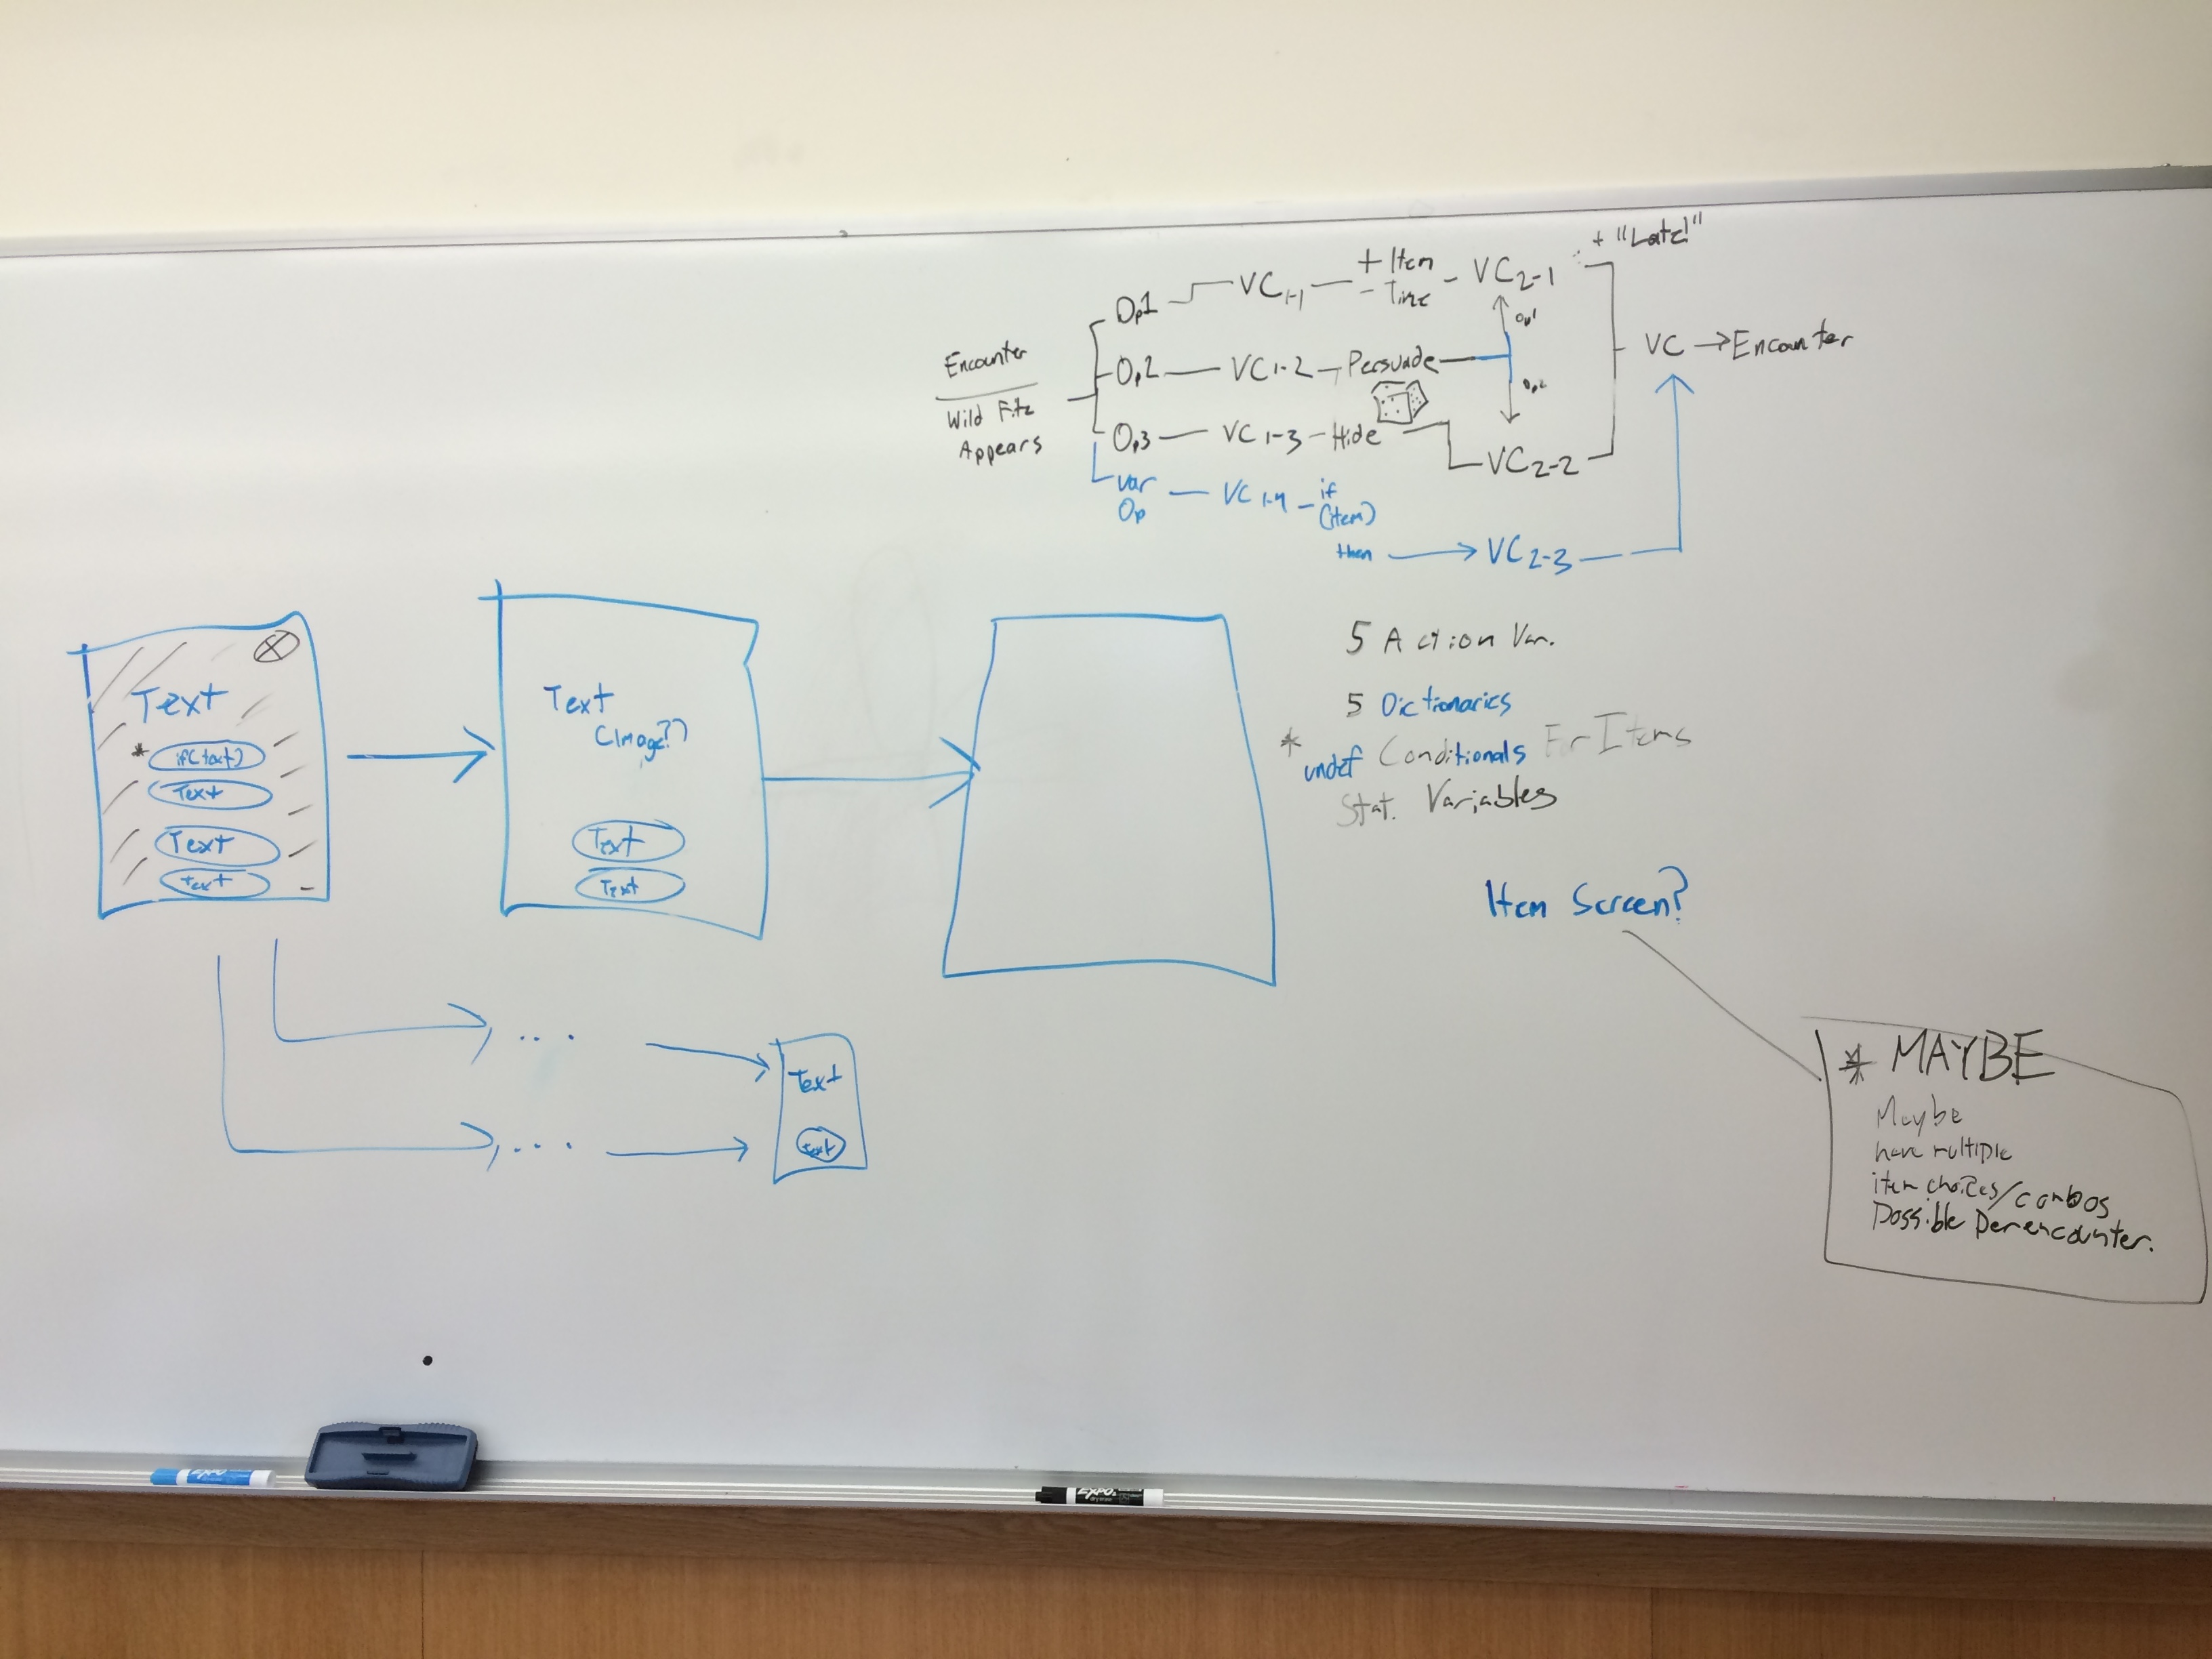 + "Late!"
+ Item
- Time
Op1
VC1-1
VC2-1
Op1
Encounter
Wild Fitz
Appears
Op2
VC1-2
Persuade
Op2
VC → Encounter
Op3
VC1-3
Hide
VC2-2
var
Op
VC1-4
if
(item)
then
VC2-3
5 Action Var.
5 Dictionaries
* undef Conditionals For Items
Stat. Variables
Item Screen?
* MAYBE
Maybe
have multiple
item choices/combos
Possible per encounter.
Text
* if(text)
Text
Text
text
Text
(Image??)
Text
Text
...
...
Text
text
EXPO
EXPO
dry erase